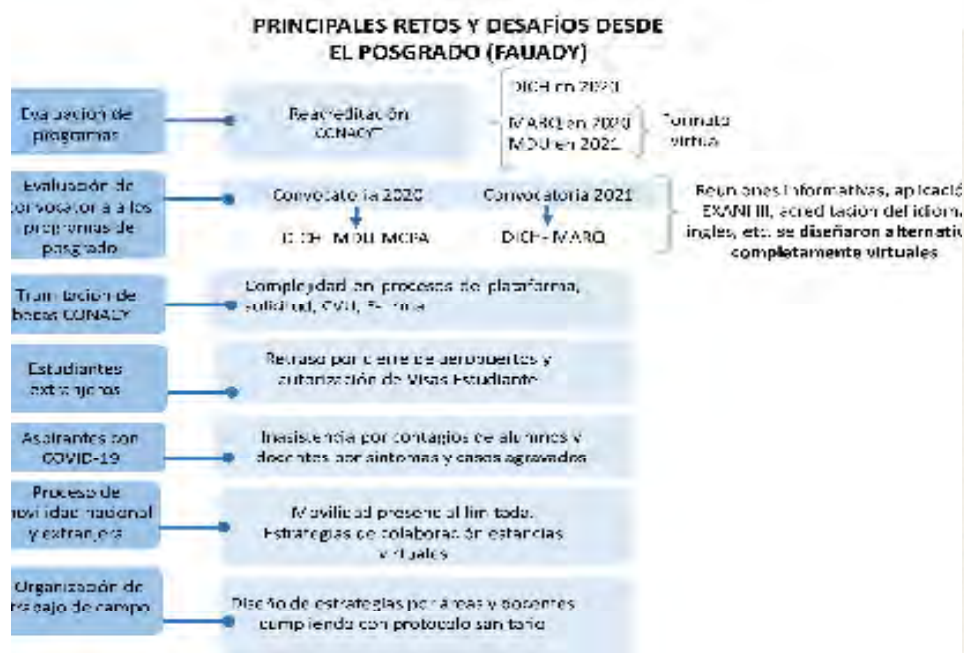 PRINCIPALES RETOS Y DESAFÍOS DESDE
EL POSGRADO (FAUADY)
Evaluación de
programas
Reacreditación
CONACYT
DICH en 2020
MARQ en 2020
MDU en 2021
Formato
virtual
Evaluación de
convocatoria a los
programas de
posgrado
Convocatoria 2020
DICH- MDU-MCPA
Convocatoria 2021
DICH- MARQ
Reuniones informativas, aplicació
EXANI III, acreditación del idioma
ingles, etc. se diseñaron alternativ
completamente virtuales
Tramitación de
becas CONACYT
Complejidad en procesos de plataforma,
solicitud, CVU,
Estudiantes
extranjeros
Retraso por cierre de aeropuertos y
autorización de Visas Estudiante
Aspirantes con
COVID-19
Inasistencia por contagios de alumnos y
docentes por síntomas y casos agravados
Proceso de
movilidad nacional
y extranjera
Movilidad presencial limitada.
Estrategias de colaboración estancias
virtuales
Organización de
trabajo de campo
Diseño de estrategias por áreas y docentes
cumpliendo con protocolo sanitario